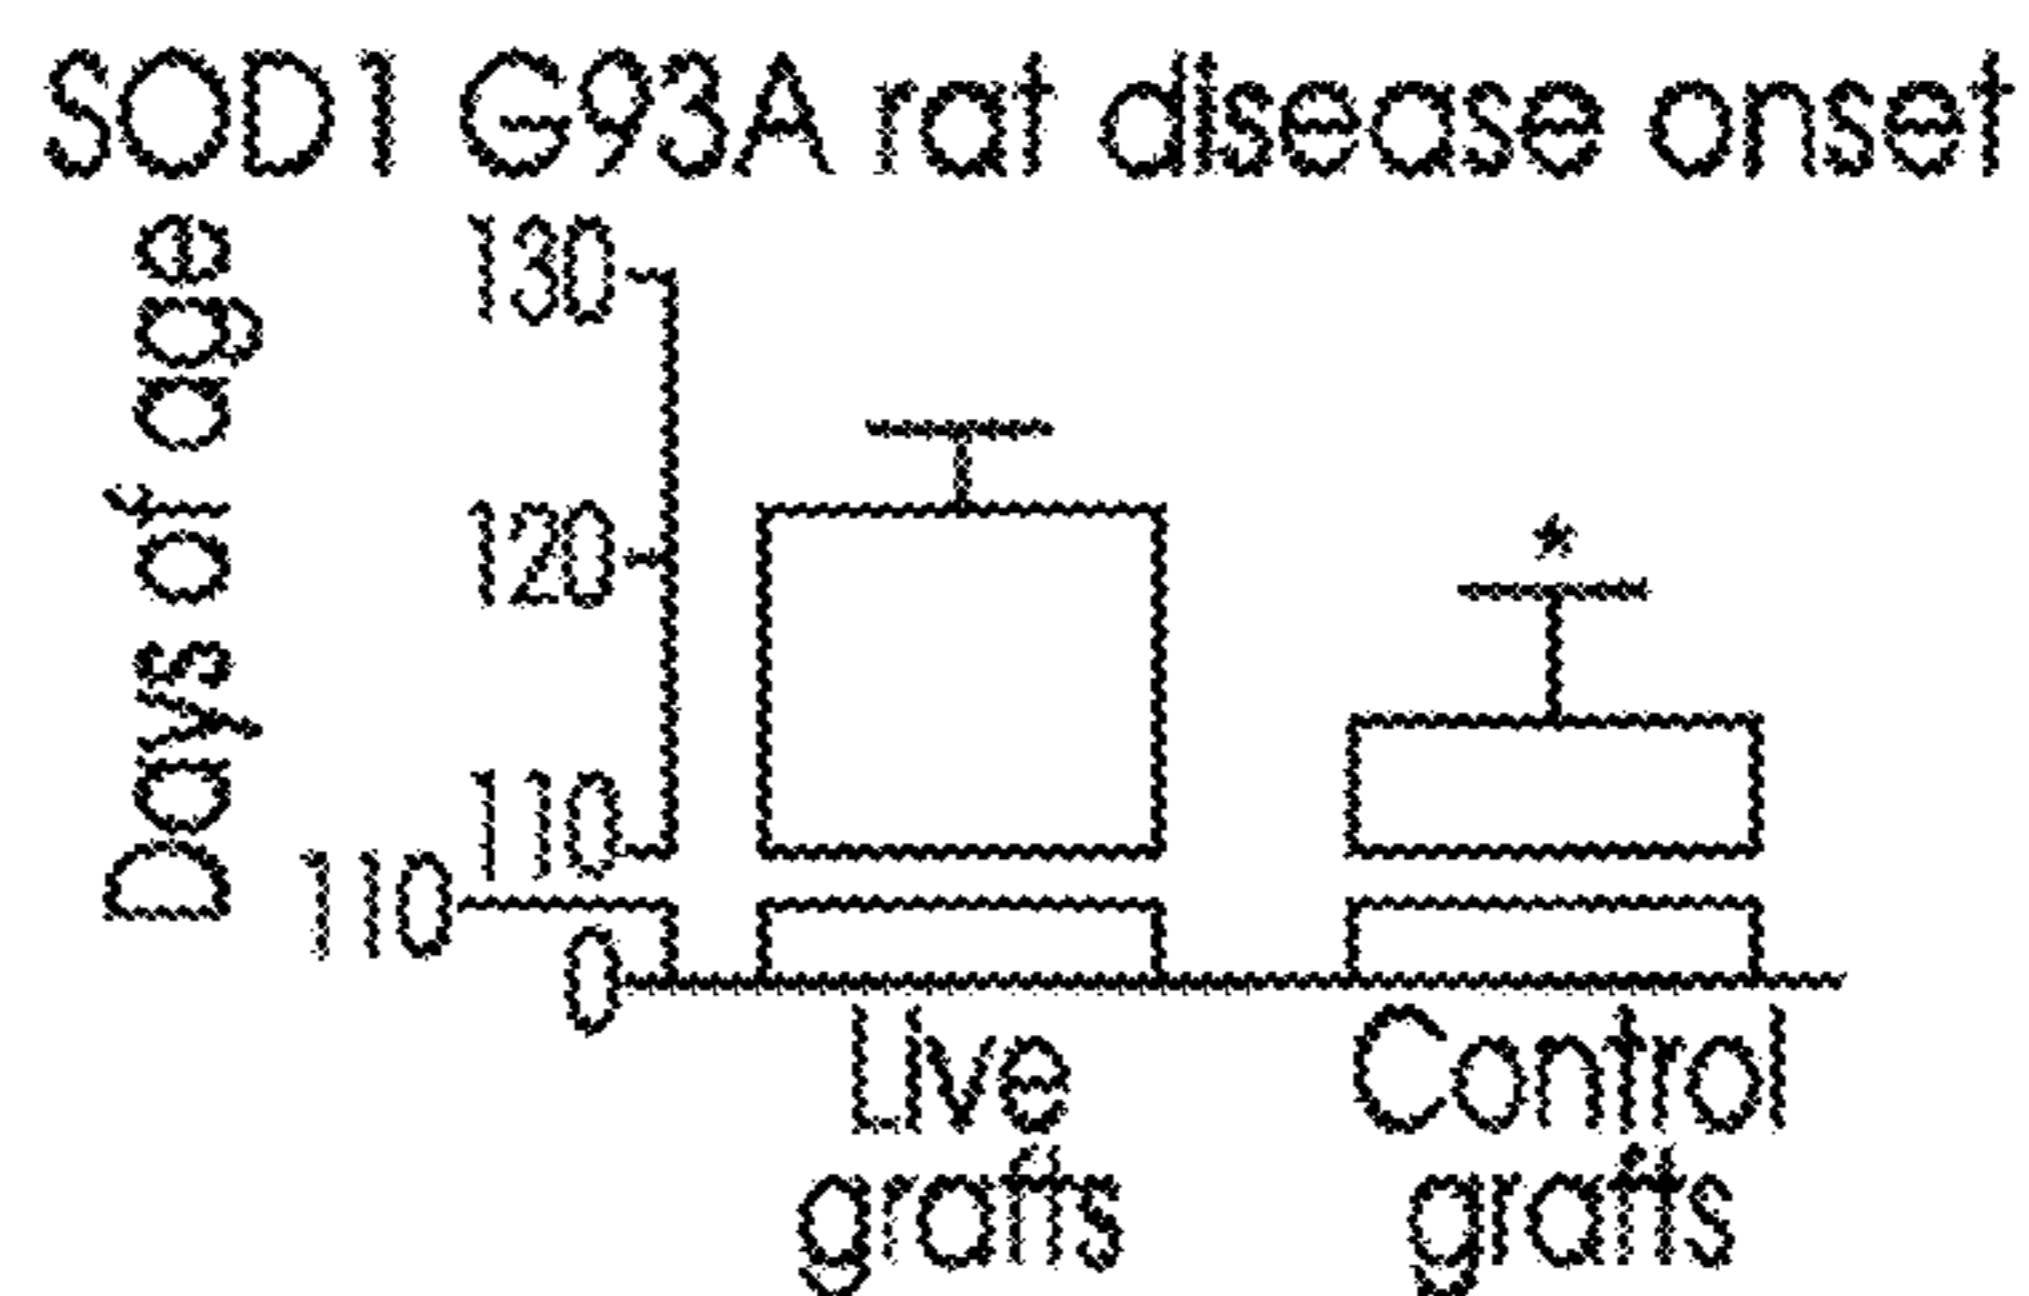 SOD1 G93A rat disease onset
Days of age
130
120
110
110
0
*
Live
grafts
Control
grafts